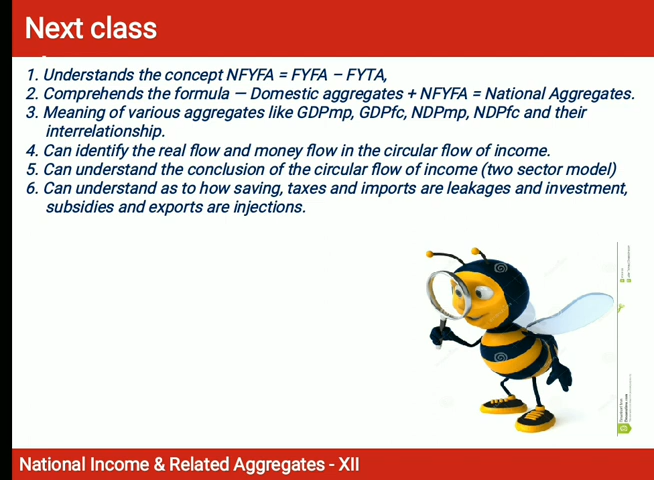 Next class
1. Understands the concept NFYFA = FYFA – FYTA,
2. Comprehends the formula — Domestic aggregates + NFYFA = National Aggregates.
3. Meaning of various aggregates like GDPmp, GDPfc, NDPmp, NDPfc and their
interrelationship.
4. Can identify the real flow and money flow in the circular flow of income.
5. Can understand the conclusion of the circular flow of income (two sector model)
6. Can understand as to how saving, taxes and imports are leakages and investment,
subsidies and exports are injections.
National Income & Related Aggregates - XII